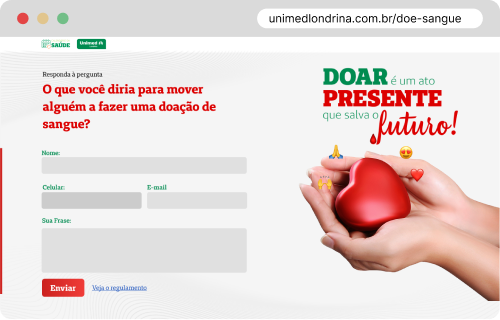 unimedlondrina.com.br/doe-sangue
SAÚDE
Unimed
Responda à pergunta
O que você diria para mover
alguém a fazer uma doação de
sangue?
Nome:
Celular:
E-mail
Sua Frase:
Enviar
Veja o regulamento
DOAR é um ato
PRESENTE
que salva o
futuro!